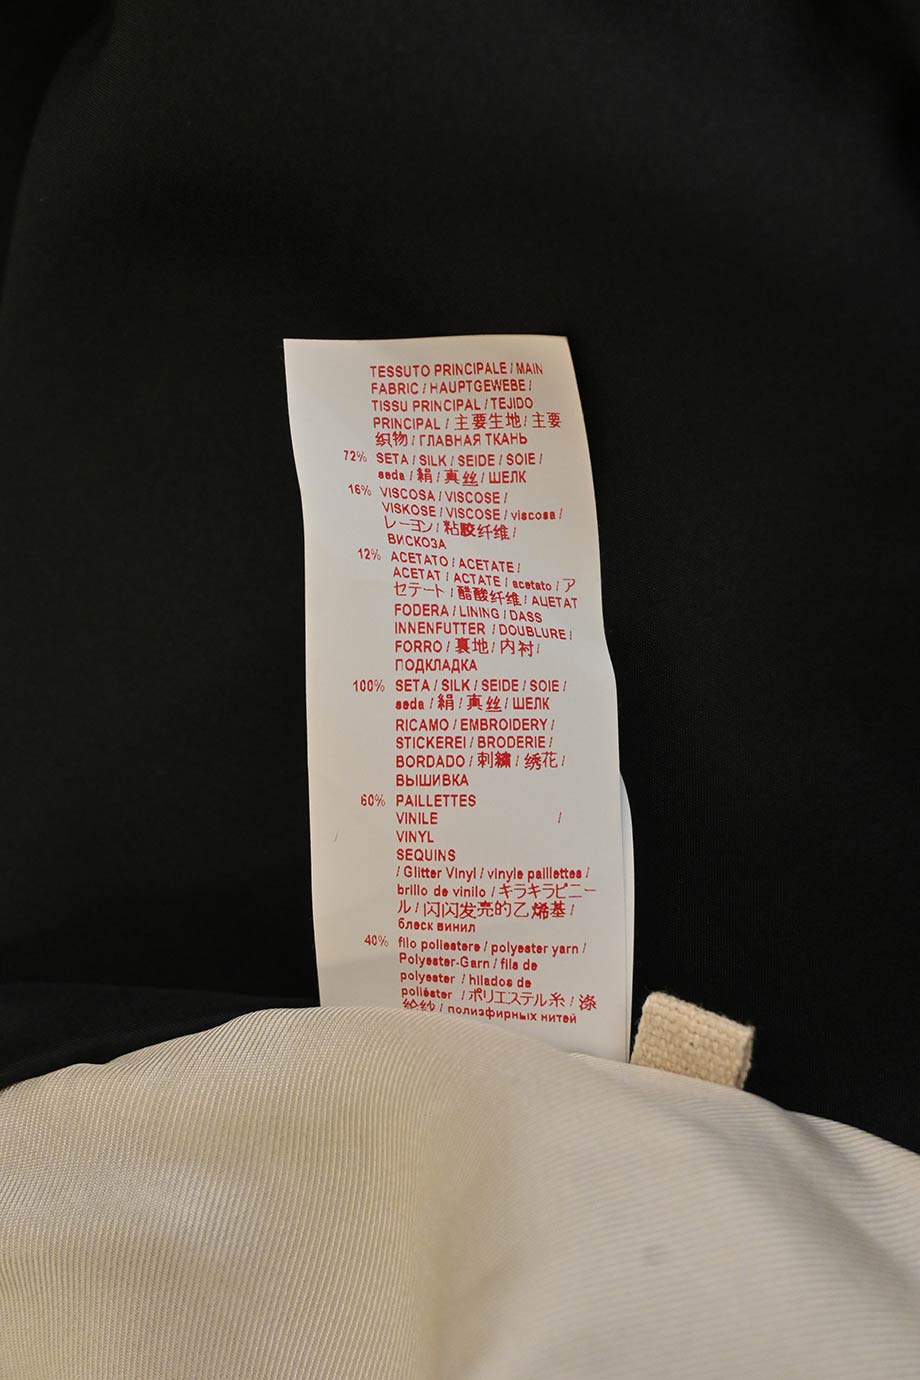 TESSUTO PRINCIPALE / MAIN
FABRIC / HAUPTGEWEBE /
TISSU PRINCIPAL / TEJIDO
PRINCIPAL / 主要生地 / 主要
织物 / ГЛАВНАЯ ТКАНЬ
72% SETA / SILK / SEIDE / SOIE /
seda / 絹 / 真丝 / ШЕЛК
16% VISCOSA / VISCOSE /
VISKOSE / VISCOSE / viscosa /
レーヨン / 粘胶纤维 /
ВИСКОЗА
12% ACETATO / ACETATE /
ACETAT / ACTATE / acetato / ア
セテート / 醋酸纤维 / АЦЕТАТ
FODERA / LINING / DASS
INNENFUTTER / DOUBLURE /
FORRO / 裏地 / 内衬 /
ПОДКЛАДКА
100% SETA / SILK / SEIDE / SOIE /
seda / 絹 / 真丝 / ШЕЛК
RICAMO / EMBROIDERY /
STICKEREI / BRODERIE /
BORDADO / 刺繍 / 绣花 /
ВЫШИВКА
60% PAILLETTES
VINILE /
VINYL
SEQUINS
/ Glitter Vinyl / vinyle paillettes /
brillo de vinilo / キラキラビニー
ル / 闪闪发亮的乙烯基 /
блеск винил
40% filo poliestere / polyester yarn /
Polyester-Garn / fils de
polyester / hilados de
poliéster / ポリエステル糸 / 涤
纶纱 / полиэфирных нитей